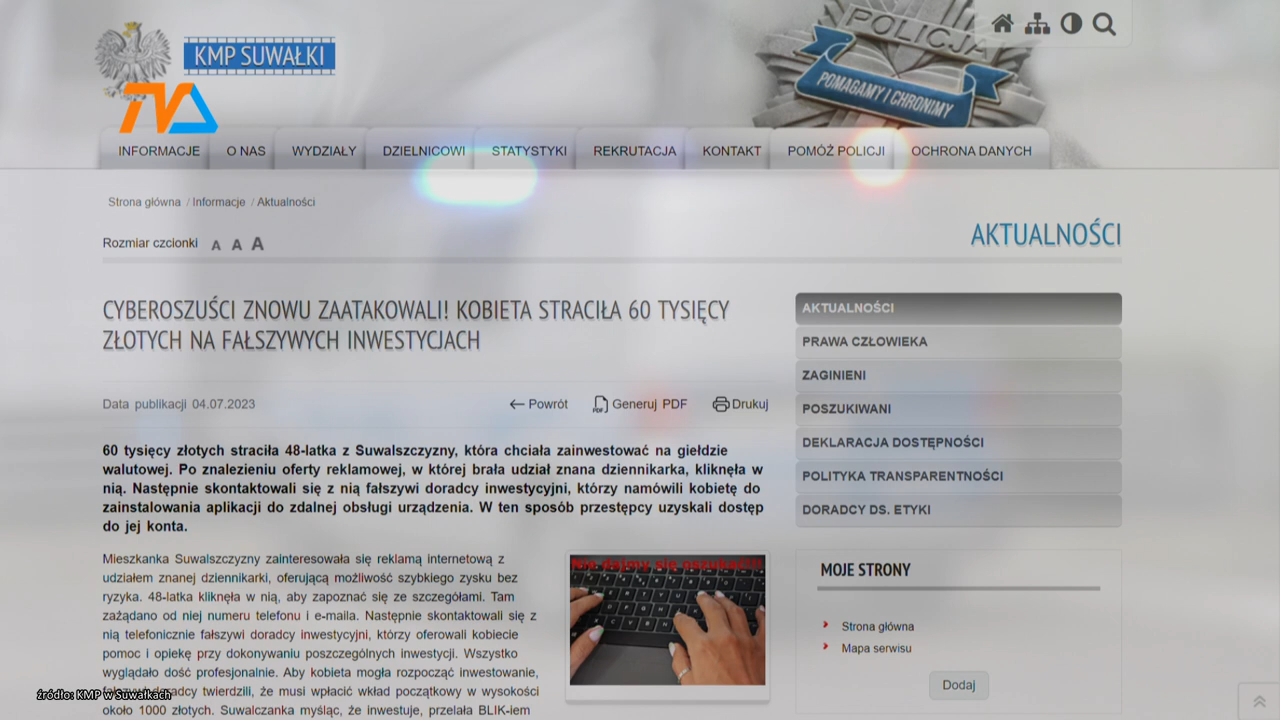 KMP SUWAŁKI
TVA
POLICJA
POMAGAMY I CHRONIMY
INFORMACJE O NAS WYDZIAŁY DZIELNICOWI STATYSTYKI REKRUTACJA KONTAKT POMÓŻ POLICJI OCHRONA DANYCH
Strona główna / Informacje / Aktualności
Rozmiar czcionki A A A
AKTUALNOŚCI
CYBEROSZUŚCI ZNOWU ZAATAKOWALI! KOBIETA STRACIŁA 60 TYSIĘCY
ZŁOTYCH NA FAŁSZYWYCH INWESTYCJACH
Data publikacji 04.07.2023 Powrót PDF Generuj PDF Drukuj
60 tysięcy złotych straciła 48-latka z Suwalszczyzny, która chciała zainwestować na giełdzie
walutowej. Po znalezieniu oferty reklamowej, w której brała udział znana dziennikarka, kliknęła w
nią. Następnie skontaktowali się z nią fałszywi doradcy inwestycyjni, którzy namówili kobietę do
zainstalowania aplikacji do zdalnej obsługi urządzenia. W ten sposób przestępcy uzyskali dostęp
do jej konta.
Mieszkanka Suwalszczyzny zainteresowała się reklamą internetową z
udziałem znanej dziennikarki, oferującą możliwość szybkiego zysku bez
ryzyka. 48-latka kliknęła w nią, aby zapoznać się ze szczegółami. Tam
zażądano od niej numeru telefonu i e-maila. Następnie skontaktowali się z
nią telefonicznie fałszywi doradcy inwestycyjni, którzy oferowali kobiecie
pomoc i opiekę przy dokonywaniu poszczególnych inwestycji. Wszystko
wyglądało dość profesjonalnie. Aby kobieta mogła rozpocząć inwestowanie,
fałszywi doradcy twierdzili, że musi wpłacić wkład początkowy w wysokości
około 1000 złotych. Suwalczanka myśląc, że inwestuje, przelała BLIK-iem
Nie dajmy się oszukać!!!
AKTUALNOŚCI
PRAWA CZŁOWIEKA
ZAGINIENI
POSZUKIWANI
DEKLARACJA DOSTĘPNOŚCI
POLITYKA TRANSPARENTNOŚCI
DORADCY DS. ETYKI
MOJE STRONY
Strona główna
Mapa serwisu
Dodaj
źródło: KMP w Suwałkach